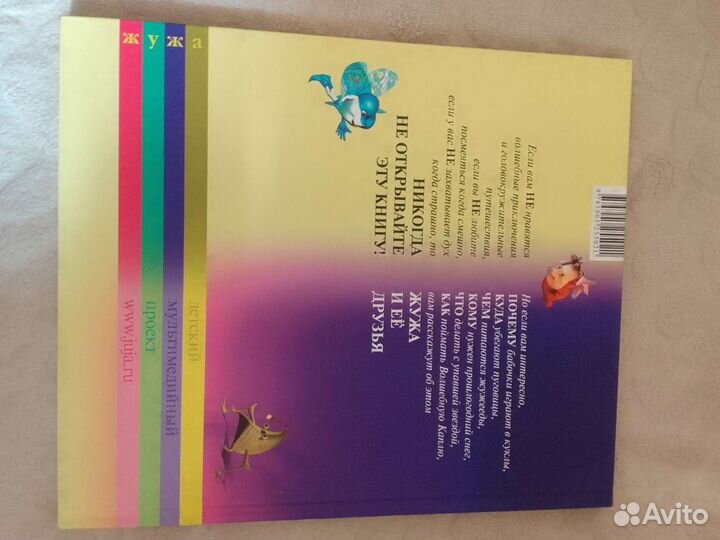 Если вам НЕ нравятся
волшебные приключения
и головокружительные
путешествия,
если вы НЕ любите
посмеяться когда смешно,
если у вас НЕ захватывает дух
когда страшно, то
НИКОГДА
НЕ ОТКРЫВАЙТЕ
ЭТУ КНИГУ!
Но если вам интересно,
ПОЧЕМУ бабочки играют в куклы,
КУДА убегают пуговицы,
ЧЕМ питаются жужееды,
КОМУ нужен прошлогодний снег,
ЧТО делать с упавшей звездой,
КАК поймать Волшебную Каплю,
вам расскажут об этом
ЖУЖА
И ЕЁ
ДРУЗЬЯ
жужа
детский
мультимедийный
проект
www.juja.ru
Avito